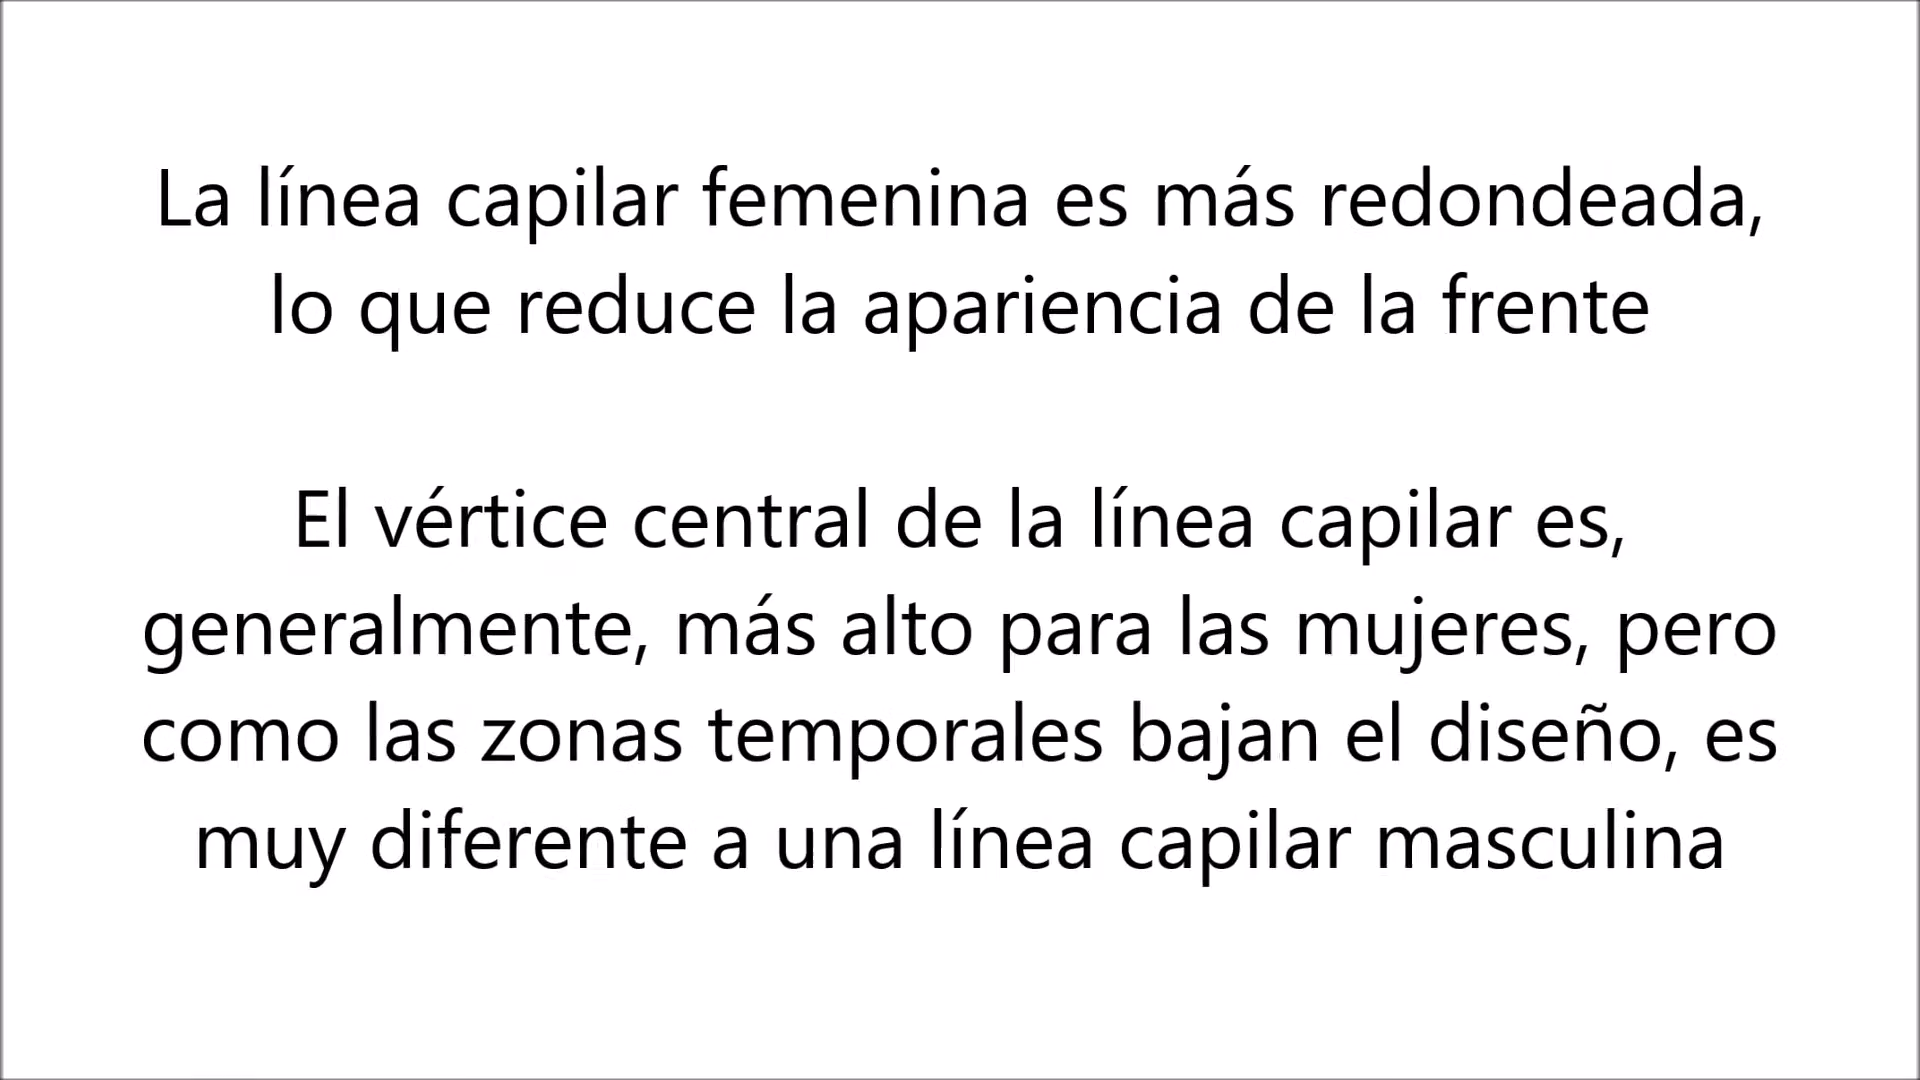 La línea capilar femenina es más redondeada,
lo que reduce la apariencia de la frente
El vértice central de la línea capilar es,
generalmente, más alto para las mujeres, pero
como las zonas temporales bajan el diseño, es
muy diferente a una línea capilar masculina